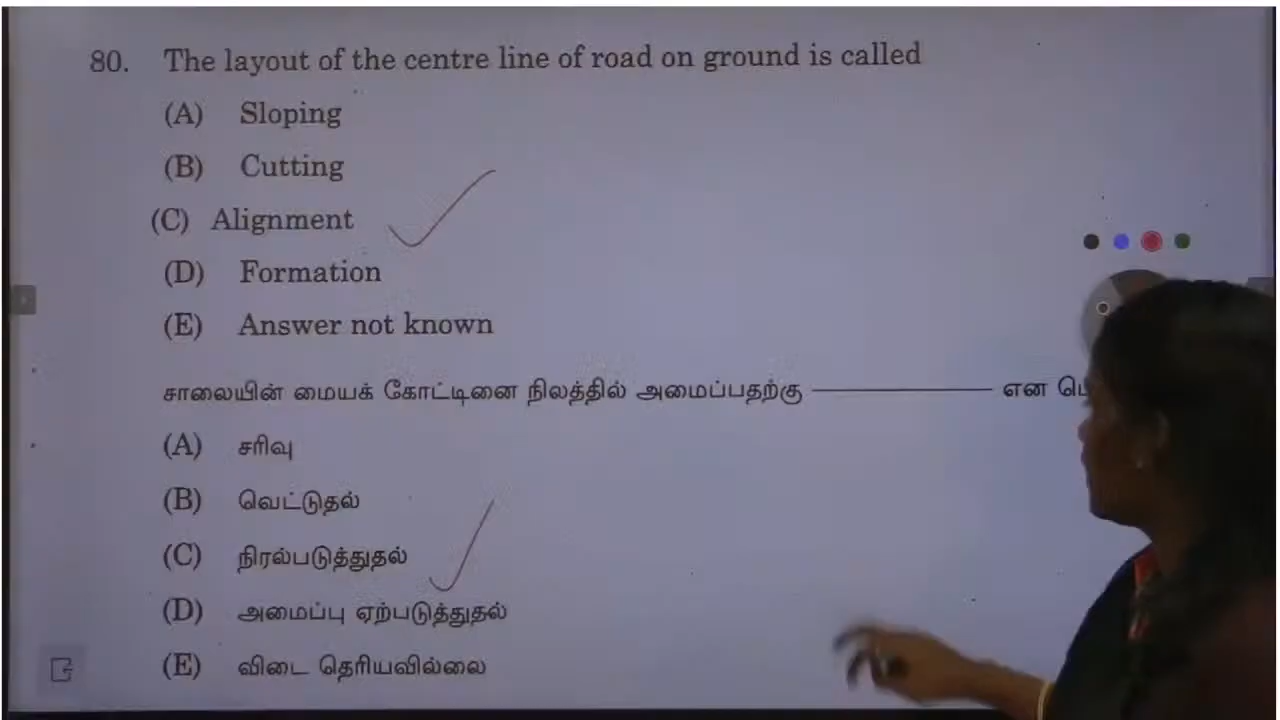 80. The layout of the centre line of road on ground is called
(A) Sloping
(B) Cutting
(C) Alignment
(D) Formation
(E) Answer not known
சாலையின் மையக் கோட்டினை நிலத்தில் அமைப்பதற்கு ———— என
(A) சரிவு
(B) வெட்டுதல்
(C) நிரல்படுத்துதல்
(D) அமைப்பு ஏற்படுத்துதல்
(E) விடை தெரியவில்லை